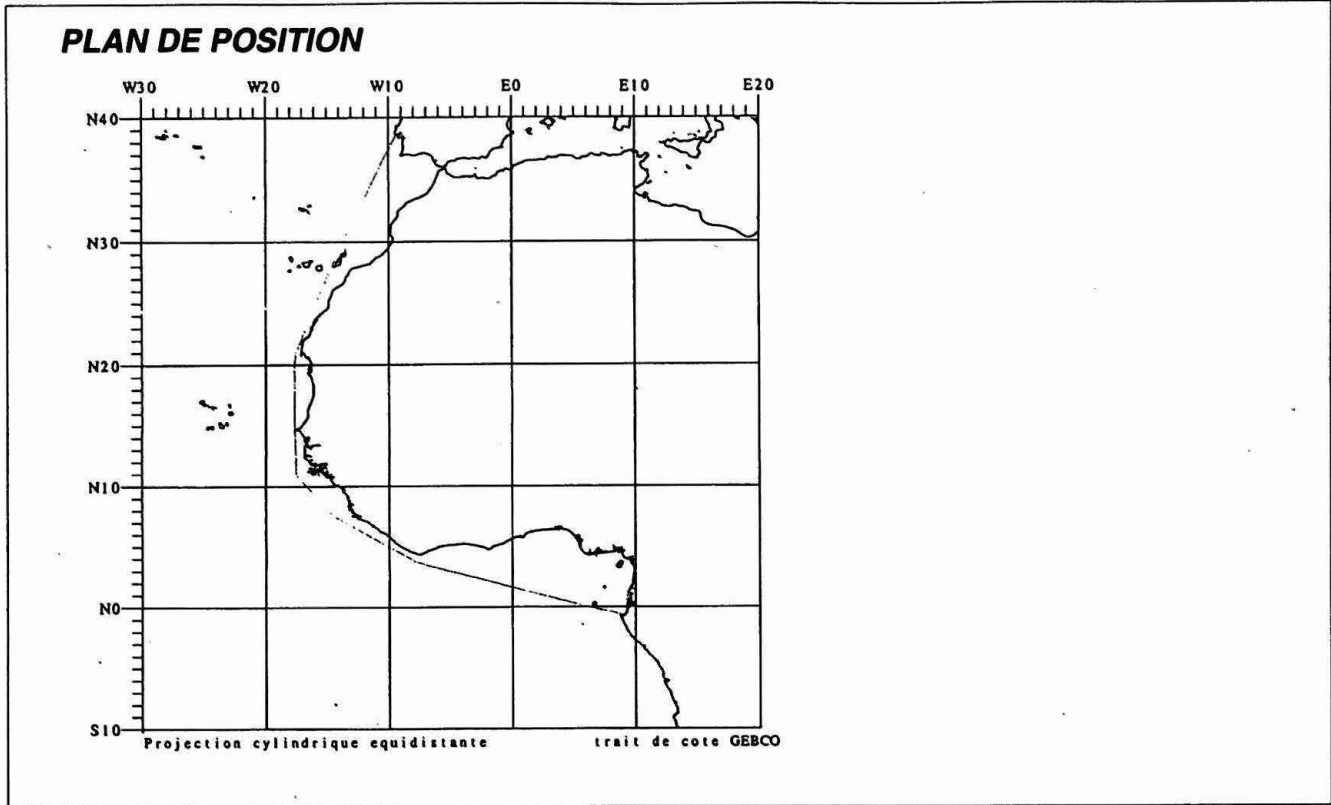 PLAN DE POSITION
W30 W20 W10 E0 E10 E20
N40
N30
N20
N10
N0
S10
Projection cylindrique equidistante trait de cote GEBCO